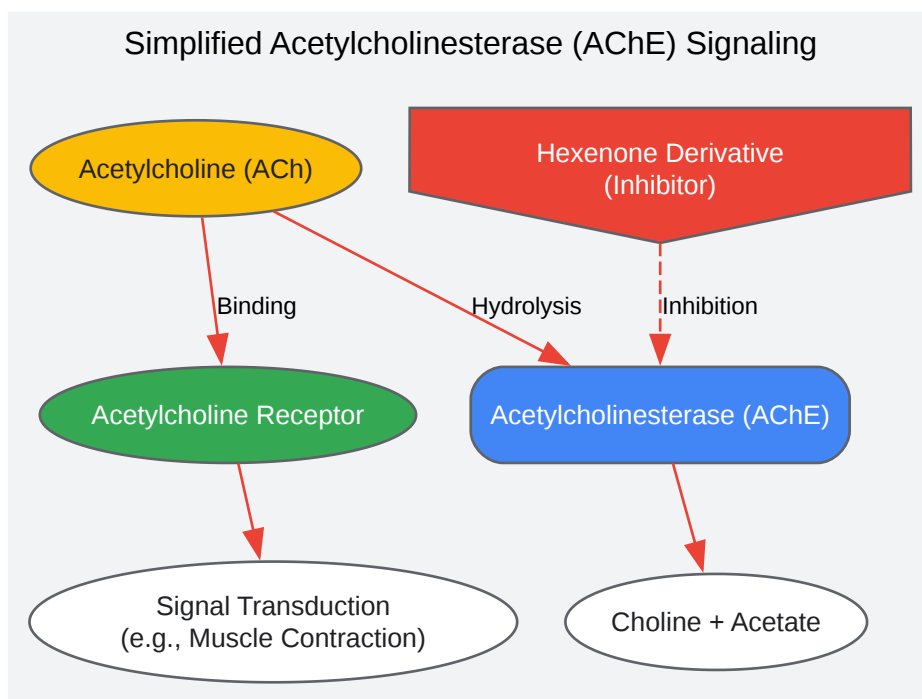 Simplified Acetylcholinesterase (AChE) Signaling
Acetylcholine (ACh)
Hexenone Derivative
(Inhibitor)
Binding
Hydrolysis
Inhibition
Acetylcholine Receptor
Acetylcholinesterase (AChE)
Signal Transduction
(e.g., Muscle Contraction)
Choline + Acetate